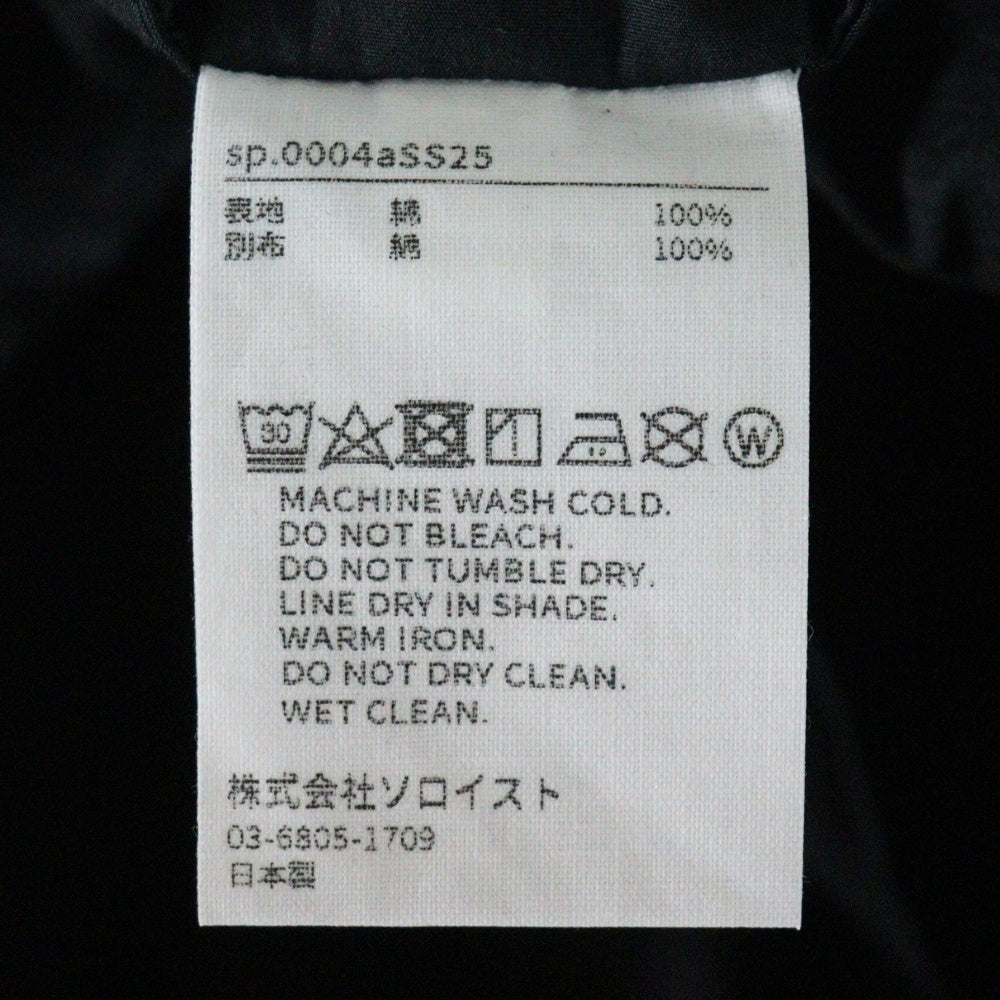 sp.0004aSS25
表地 綿 100%
別布 綿 100%
30 W
MACHINE WASH COLD.
DO NOT BLEACH.
DO NOT TUMBLE DRY.
LINE DRY IN SHADE.
WARM IRON.
DO NOT DRY CLEAN.
WET CLEAN.
株式会社ソロイスト
03-6805-1709
日本製